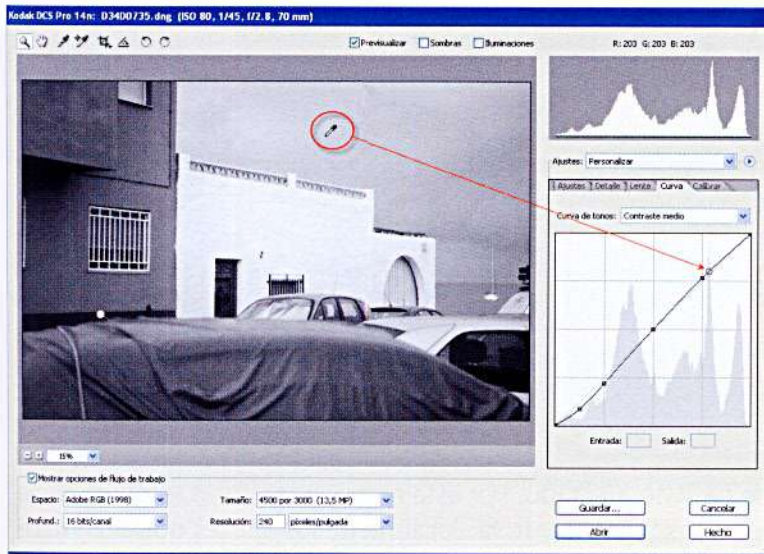 Kodak DCS Pro 14n: D34D0735.dng (ISO 80, 1/45, f/2.8, 70 mm)
Previsualizar Sombras Iluminaciones R: 203 G: 203 B: 203
Ajustes: Personalizar
Ajustes Detalle Lente Curva Calibrar
Curva de tonos: Contraste medio
Entrada: Salida:
15%
Mostrar opciones de flujo de trabajo
Espacio: Adobe RGB (1998) Tamaño: 4500 por 3000 (13,5 MP)
Profund.: 16 bits/canal Resolución: 240 píxeles/pulgada
Guardar... Cancelar
Abrir Hecho